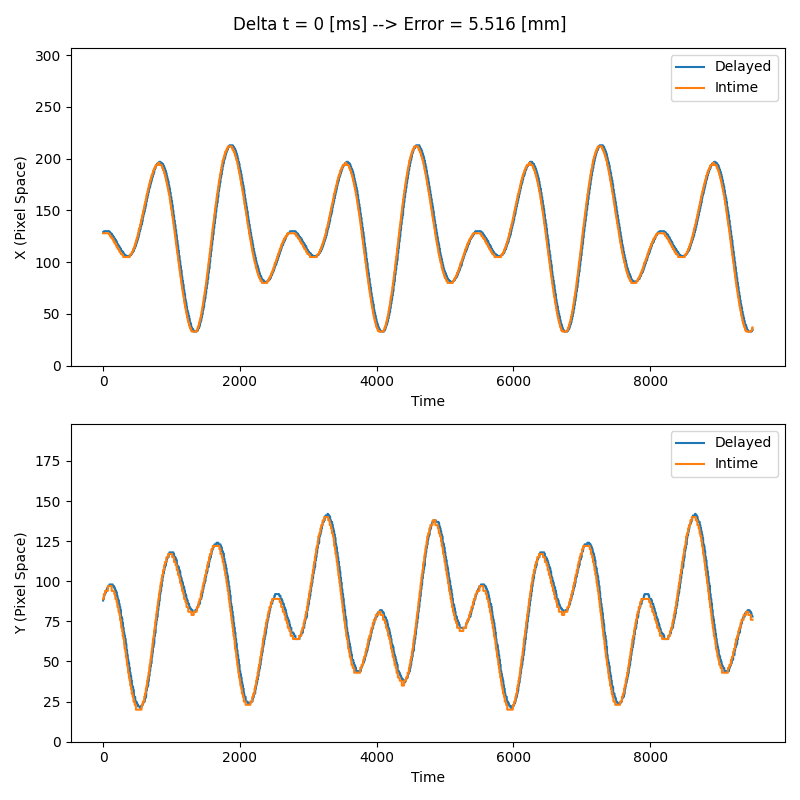 Delta t = 0 [ms] --> Error = 5.516 [mm]
300
250
200
150
100
50
0
X (Pixel Space)
Delayed
Intime
0 2000 4000 6000 8000
Time
175
150
125
100
75
50
25
0
Y (Pixel Space)
Delayed
Intime
0 2000 4000 6000 8000
Time